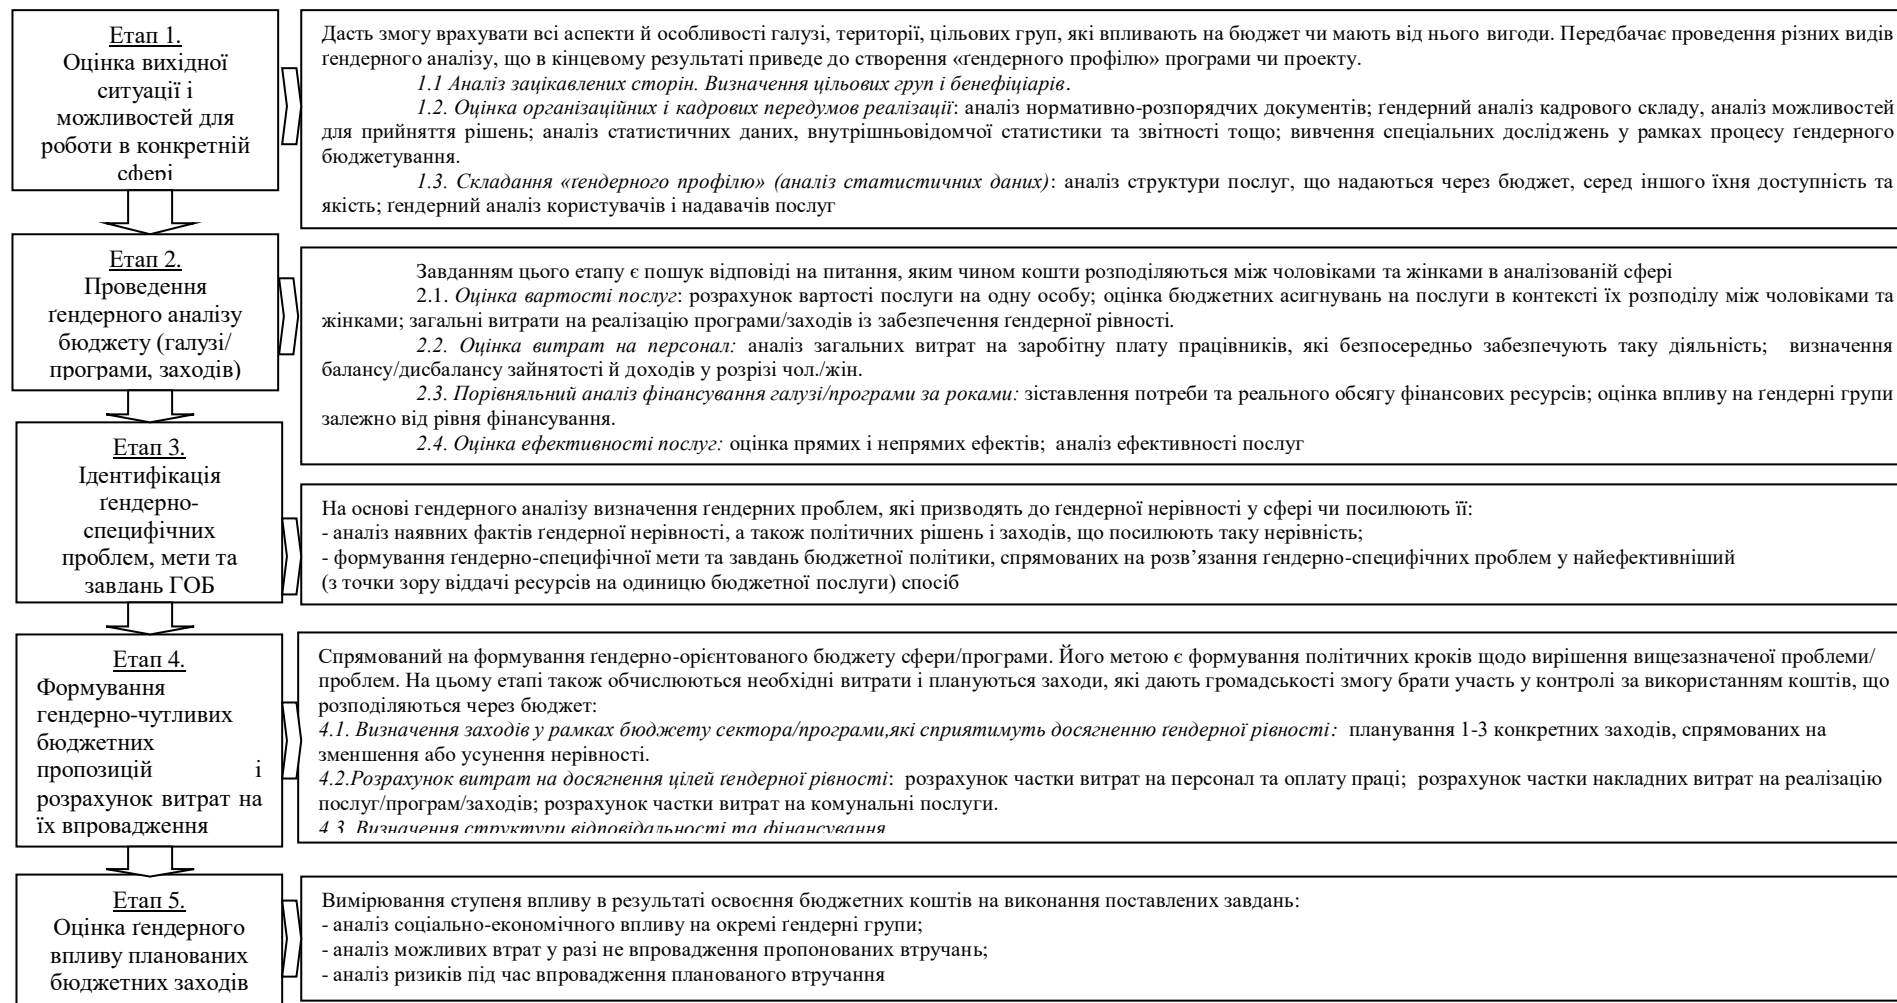 Етап 1.
Оцінка вихідної
ситуації і
можливостей для
роботи в конкретній
сфері
Дасть змогу врахувати всі аспекти й особливості галузі, території, цільових груп, які впливають на бюджет чи мають від нього вигоди. Передбачає проведення різних видів
ґендерного аналізу, що в кінцевому результаті приведе до створення «ґендерного профілю» програми чи проекту.
1.1 Аналіз зацікавлених сторін. Визначення цільових груп і бенефіціарів.
1.2. Оцінка організаційних і кадрових передумов реалізації: аналіз нормативно-розпорядчих документів; ґендерний аналіз кадрового складу, аналіз можливостей
для прийняття рішень; аналіз статистичних даних, внутрішньовідомчої статистики та звітності тощо; вивчення спеціальних досліджень у рамках процесу ґендерного
бюджетування.
1.3. Складання «ґендерного профілю» (аналіз статистичних даних): аналіз структури послуг, що надаються через бюджет, серед іншого їхня доступність та
якість; ґендерний аналіз користувачів і надавачів послуг
Етап 2.
Проведення
ґендерного аналізу
бюджету (галузі/
програми, заходів)
Завданням цього етапу є пошук відповіді на питання, яким чином кошти розподіляються між чоловіками та жінками в аналізованій сфері
2.1. Оцінка вартості послуг: розрахунок вартості послуги на одну особу; оцінка бюджетних асигнувань на послуги в контексті їх розподілу між чоловіками та
жінками; загальні витрати на реалізацію програми/заходів із забезпечення ґендерної рівності.
2.2. Оцінка витрат на персонал: аналіз загальних витрат на заробітну плату працівників, які безпосередньо забезпечують таку діяльність; визначення
балансу/дисбалансу зайнятості й доходів у розрізі чол./жін.
2.3. Порівняльний аналіз фінансування галузі/програми за роками: зіставлення потреби та реального обсягу фінансових ресурсів; оцінка впливу на ґендерні групи
залежно від рівня фінансування.
2.4. Оцінка ефективності послуг: оцінка прямих і непрямих ефектів; аналіз ефективності послуг
Етап 3.
Ідентифікація
ґендерно-
специфічних
проблем, мети та
завдань ГОБ
На основі гендерного аналізу визначення ґендерних проблем, які призводять до ґендерної нерівності у сфері чи посилюють її:
- аналіз наявних фактів ґендерної нерівності, а також політичних рішень і заходів, що посилюють таку нерівність;
- формування ґендерно-специфічної мети та завдань бюджетної політики, спрямованих на розв’язання ґендерно-специфічних проблем у найефективніший
(з точки зору віддачі ресурсів на одиницю бюджетної послуги) спосіб
Етап 4.
Формування
гендерно-чутливих
бюджетних
пропозицій і
розрахунок витрат на
їх впровадження
Спрямований на формування ґендерно-орієнтованого бюджету сфери/програми. Його метою є формування політичних кроків щодо вирішення вищезазначеної проблеми/
проблем. На цьому етапі також обчислюються необхідні витрати і плануються заходи, які дають громадськості змогу брати участь у контролі за використанням коштів, що
розподіляються через бюджет:
4.1. Визначення заходів у рамках бюджету сектора/програми,які сприятимуть досягненню ґендерної рівності: планування 1-3 конкретних заходів, спрямованих на
зменшення або усунення нерівності.
4.2.Розрахунок витрат на досягнення цілей ґендерної рівності: розрахунок частки витрат на персонал та оплату праці; розрахунок частки накладних витрат на реалізацію
послуг/програм/заходів; розрахунок частки витрат на комунальні послуги.
4.3. Визначення структури відповідальності та фінансування
Етап 5.
Оцінка ґендерного
впливу планованих
бюджетних заходів
Вимірювання ступеня впливу в результаті освоєння бюджетних коштів на виконання поставлених завдань:
- аналіз соціально-економічного впливу на окремі ґендерні групи;
- аналіз можливих втрат у разі не впровадження пропонованих втручань;
- аналіз ризиків під час впровадження планованого втручання